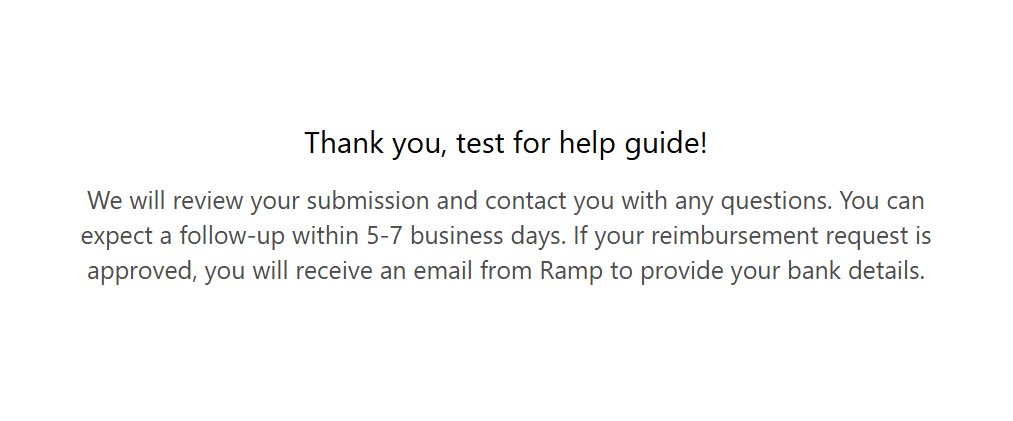 Thank you, test for help guide!
We will review your submission and contact you with any questions. You can
expect a follow-up within 5-7 business days. If your reimbursement request is
approved, you will receive an email from Ramp to provide your bank details.